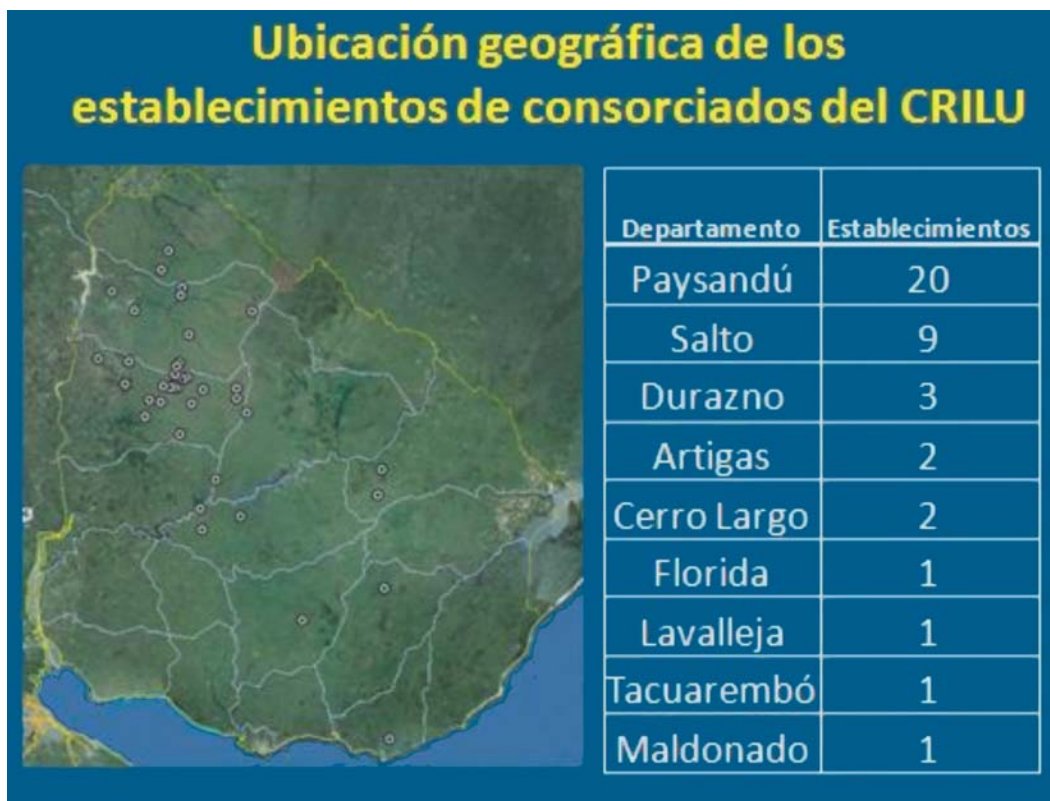 Ubicación geográfica de los
establecimientos de consorciados del CRILU
Departamento Establecimientos
Paysandú 20
Salto 9
Durazno 3
Artigas 2
Cerro Largo 2
Florida 1
Lavalleja 1
Tacuarembó 1
Maldonado 1